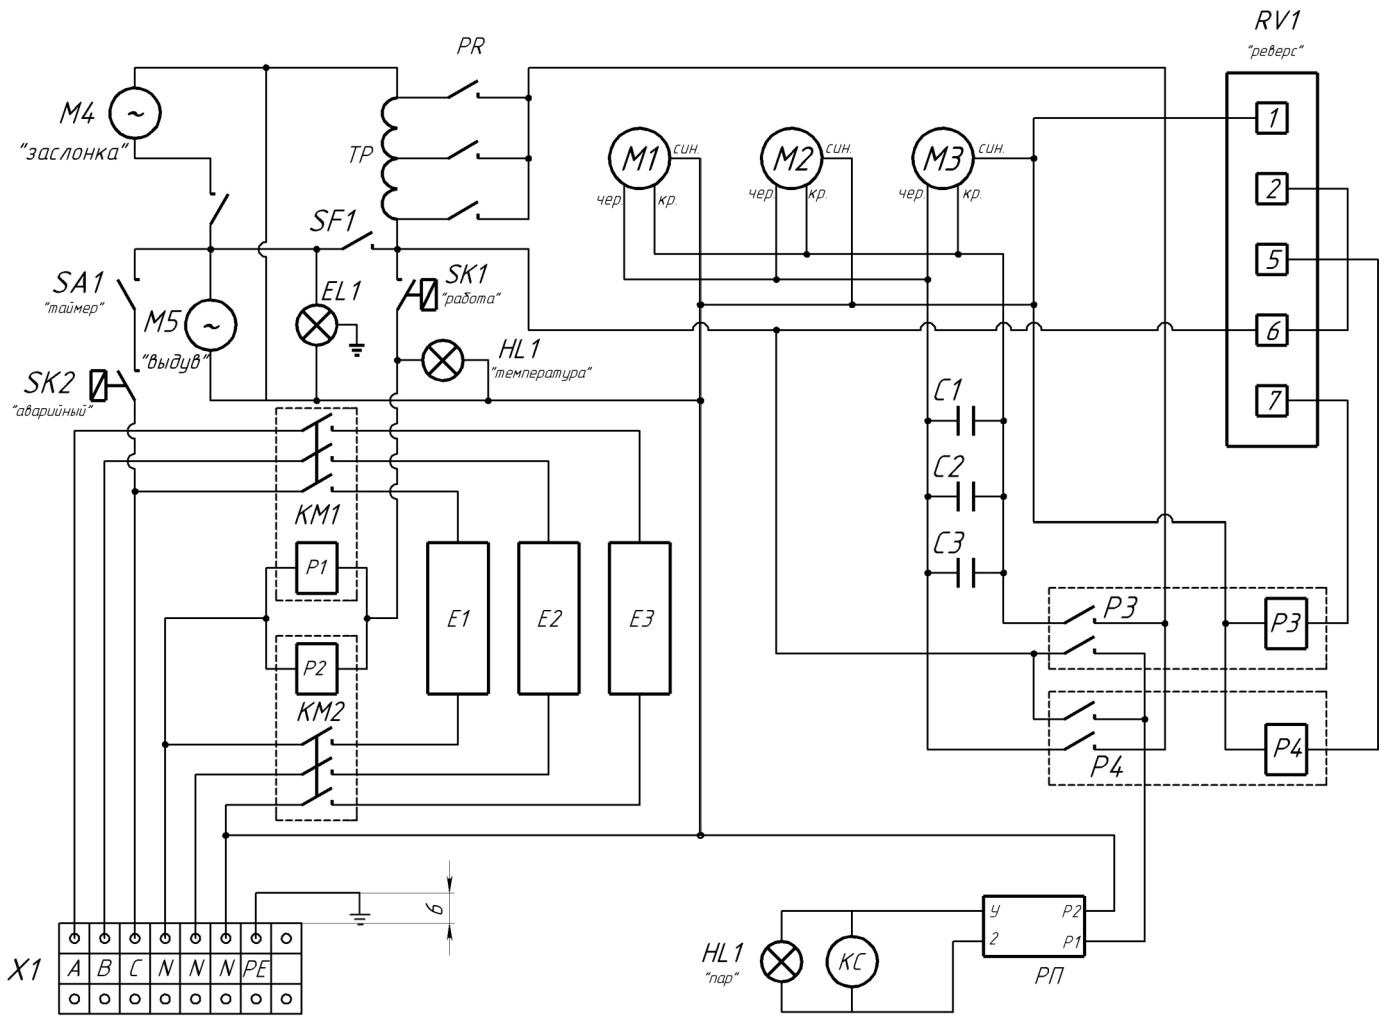 RV1
"реверс"
PR
M4
"заслонка"
ТР
M1
син.
M2
син.
M3
син.
чер.
кр.
чер.
кр.
чер.
кр.
1
2
5
6
7
SF1
SA1
"таймер"
EL1
SK1
"работа"
M5
"выдув"
HL1
"температура"
SK2
"аварийный"
C1
C2
C3
KM1
P1
E1
E2
E3
P2
KM2
P3
P3
P4
P4
6
X1
A
B
C
N
N
N
PE
HL1
"пар"
КС
У
2
P2
P1
РП